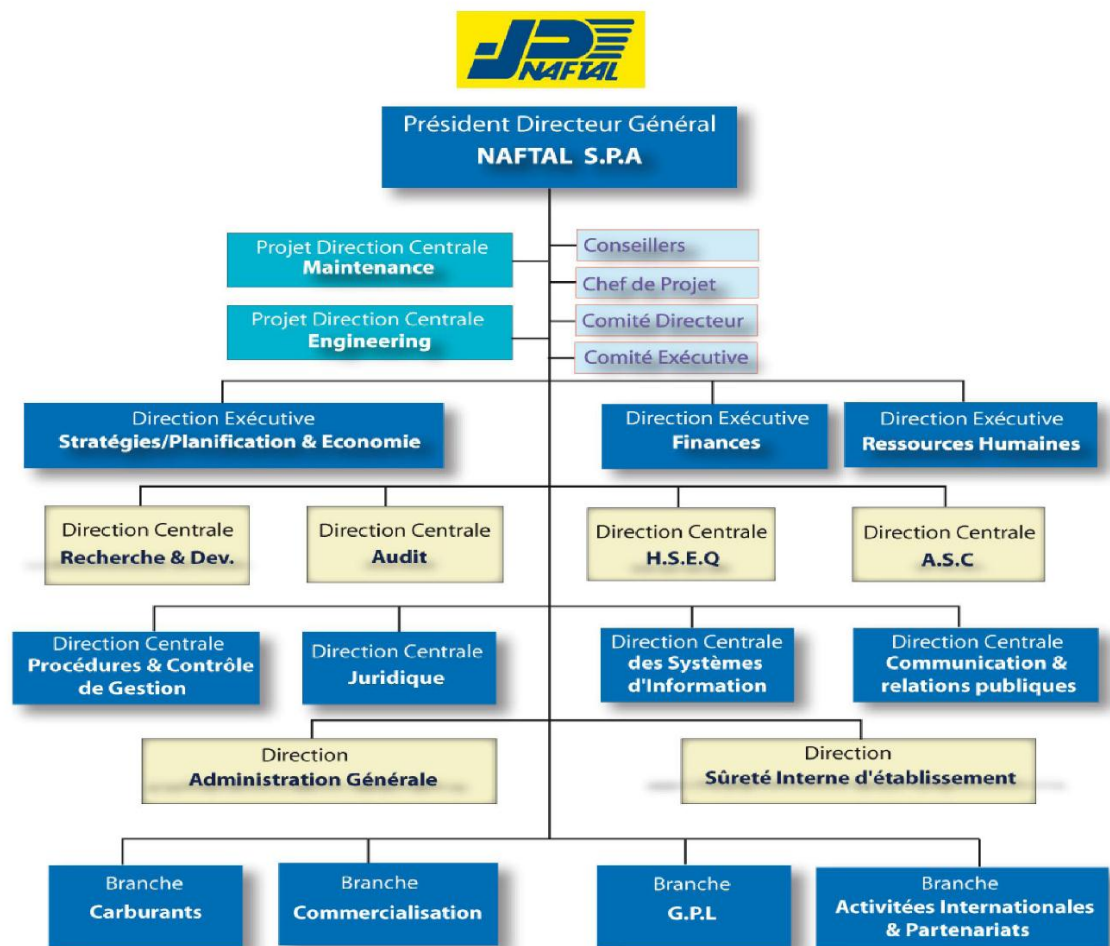 NAFTAL
Président Directeur Général
NAFTAL S.P.A
Projet Direction Centrale
Maintenance
Projet Direction Centrale
Engineering
Conseillers
Chef de Projet
Comité Directeur
Comité Exécutive
Direction Exécutive
Stratégies/Planification & Economie
Direction Exécutive
Finances
Direction Exécutive
Ressources Humaines
Direction Centrale
Recherche & Dev.
Direction Centrale
Audit
Direction Centrale
H.S.E.Q
Direction Centrale
A.S.C
Direction Centrale
Procédures & Contrôle
de Gestion
Direction Centrale
Juridique
Direction Centrale
des Systèmes
d'Information
Direction Centrale
Communication &
relations publiques
Direction
Administration Générale
Direction
Sûreté Interne d'établissement
Branche
Carburants
Branche
Commercialisation
Branche
G.P.L
Branche
Activitées Internationales
& Partenariats